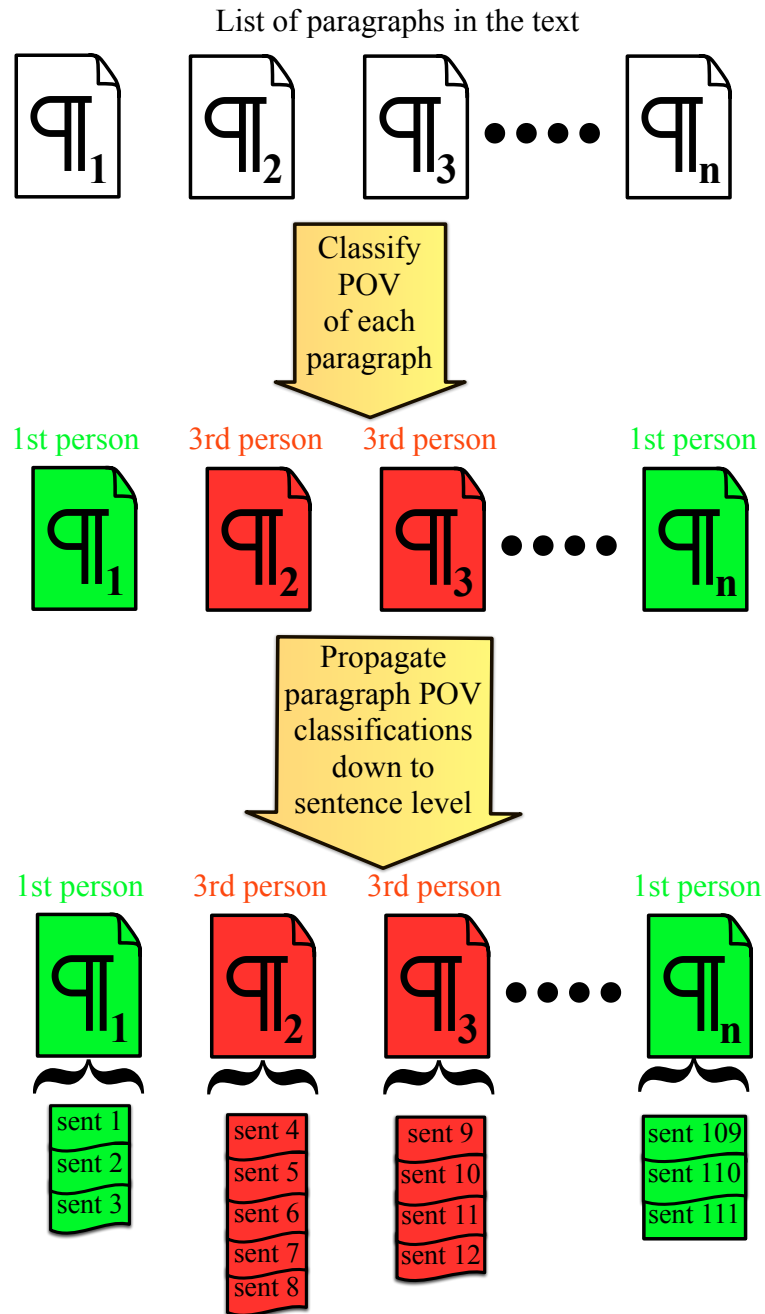 List of paragraphs in the text
¶1 ¶2 ¶3 ¶n
Classify
POV
of each
paragraph
1st person 3rd person 3rd person 1st person
¶1 ¶2 ¶3 ¶n
Propagate
paragraph POV
classifications
down to
sentence level
1st person 3rd person 3rd person 1st person
¶1 ¶2 ¶3 ¶n
sent 1
sent 2
sent 3
sent 4
sent 5
sent 6
sent 7
sent 8
sent 9
sent 10
sent 11
sent 12
sent 109
sent 110
sent 111